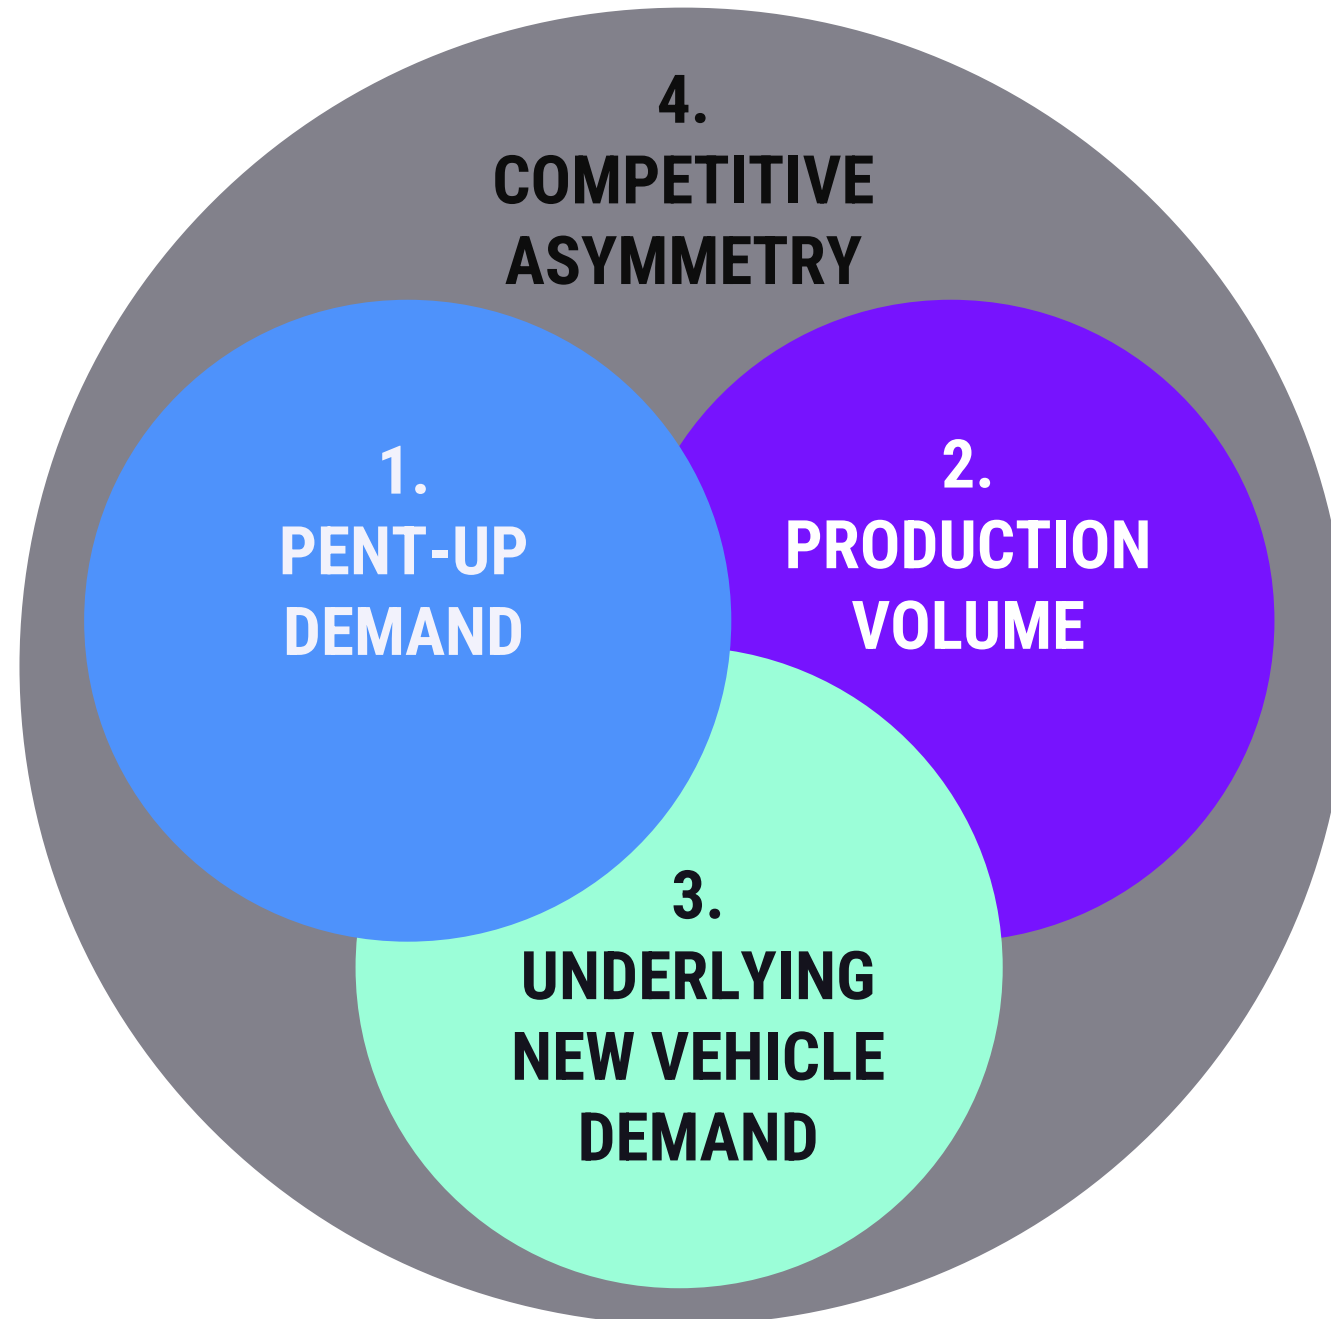 4.
COMPETITIVE
ASYMMETRY
1.
PENT-UP
DEMAND
2.
PRODUCTION
VOLUME
3.
UNDERLYING
NEW VEHICLE
DEMAND